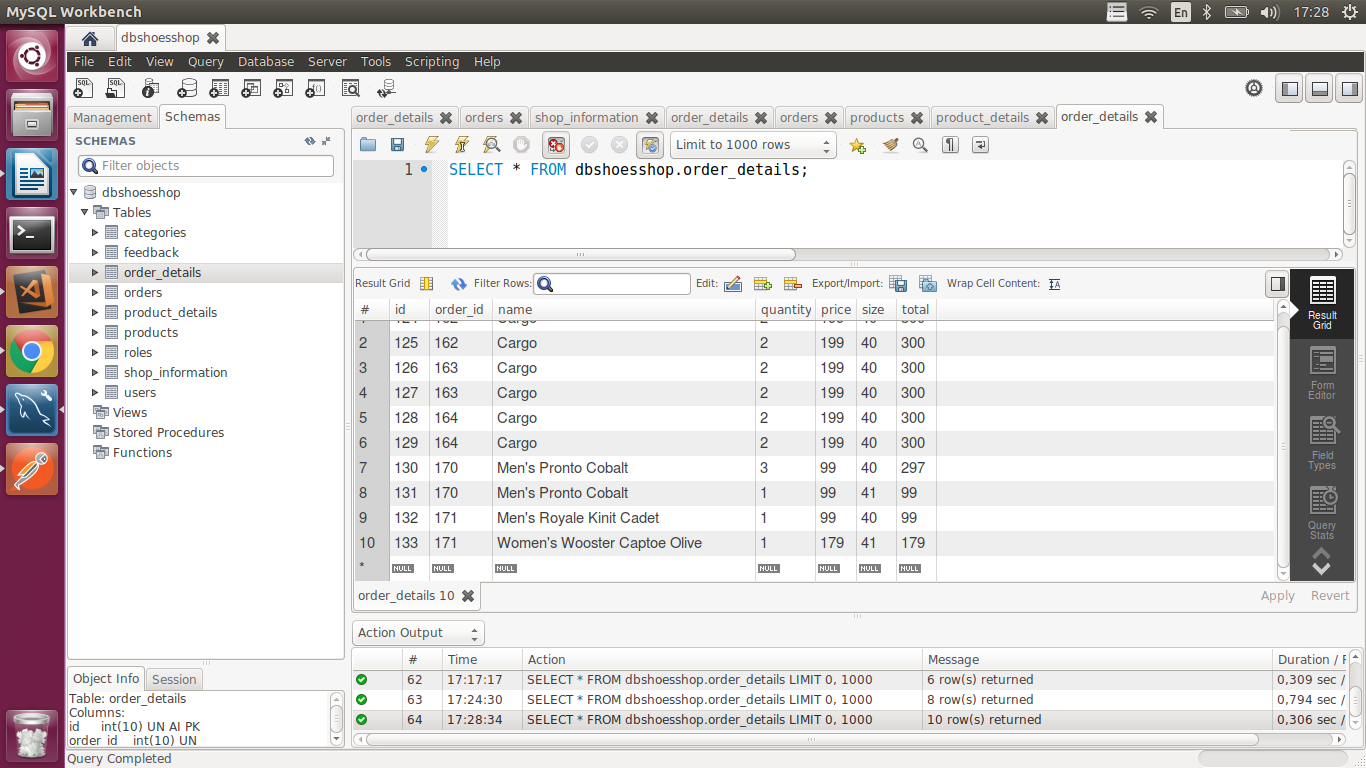 MySQL Workbench En 17:28
dbshoesshop
File Edit View Query Database Server Tools Scripting Help
Management Schemas
order_details orders shop_information order_details orders products product_details order_details
SCHEMAS
Limit to 1000 rows
Filter objects
1 SELECT * FROM dbshoesshop.order_details;
dbshoesshop
Tables
categories
feedback
order_details
orders
product_details
products
roles
shop_information
users
Views
Stored Procedures
Functions
Result Grid Filter Rows: Edit: Export/Import: Wrap Cell Content:
# id order_id name quantity price size total
2 125 162 Cargo 2 199 40 300
3 126 163 Cargo 2 199 40 300
4 127 163 Cargo 2 199 40 300
5 128 164 Cargo 2 199 40 300
6 129 164 Cargo 2 199 40 300
7 130 170 Men's Pronto Cobalt 3 99 40 297
8 131 170 Men's Pronto Cobalt 1 99 41 99
9 132 171 Men's Royale Kinit Cadet 1 99 40 99
10 133 171 Women's Wooster Captoe Olive 1 179 41 179
* NULL NULL NULL NULL NULL NULL NULL
Result
Grid
Form
Editor
Field
Types
Query
Stats
order_details 10 Apply Revert
Action Output
# Time Action Message Duration / F
62 17:17:17 SELECT * FROM dbshoesshop.order_details LIMIT 0, 1000 6 row(s) returned 0,309 sec /
63 17:24:30 SELECT * FROM dbshoesshop.order_details LIMIT 0, 1000 8 row(s) returned 0,794 sec /
64 17:28:34 SELECT * FROM dbshoesshop.order_details LIMIT 0, 1000 10 row(s) returned 0,306 sec /
Object Info Session
Table: order_details
Columns:
id int(10) UN AI PK
order_id int(10) UN
Query Completed